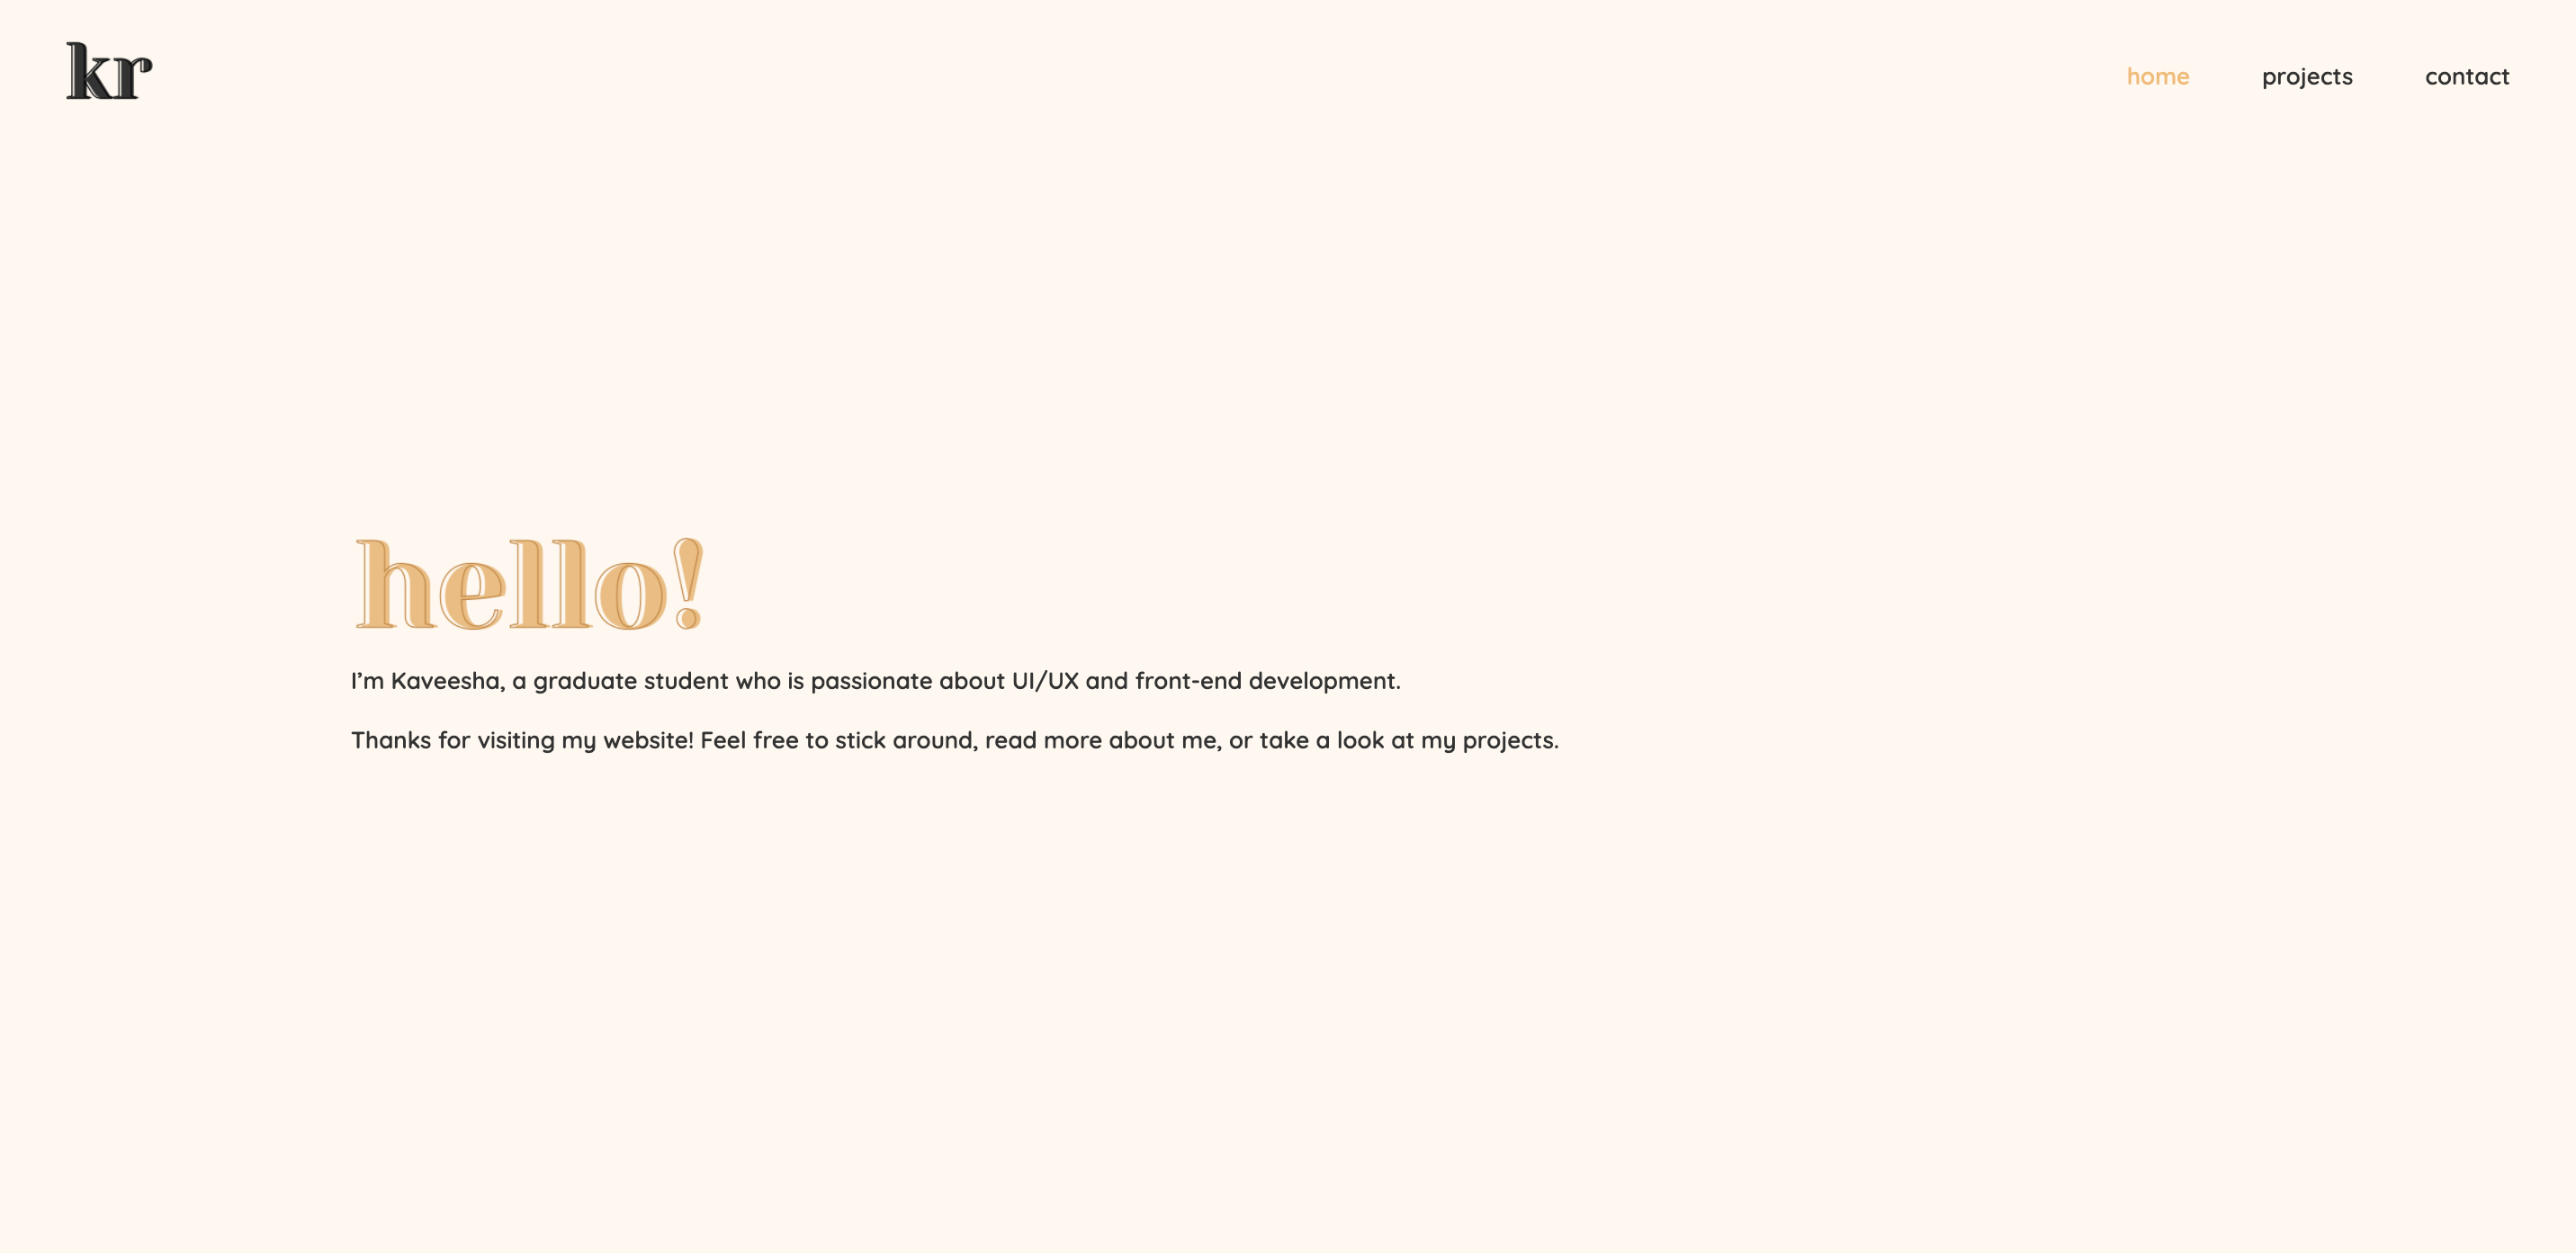 kr
home projects contact
hello!
I’m Kaveesha, a graduate student who is passionate about UI/UX and front-end development.
Thanks for visiting my website! Feel free to stick around, read more about me, or take a look at my projects.